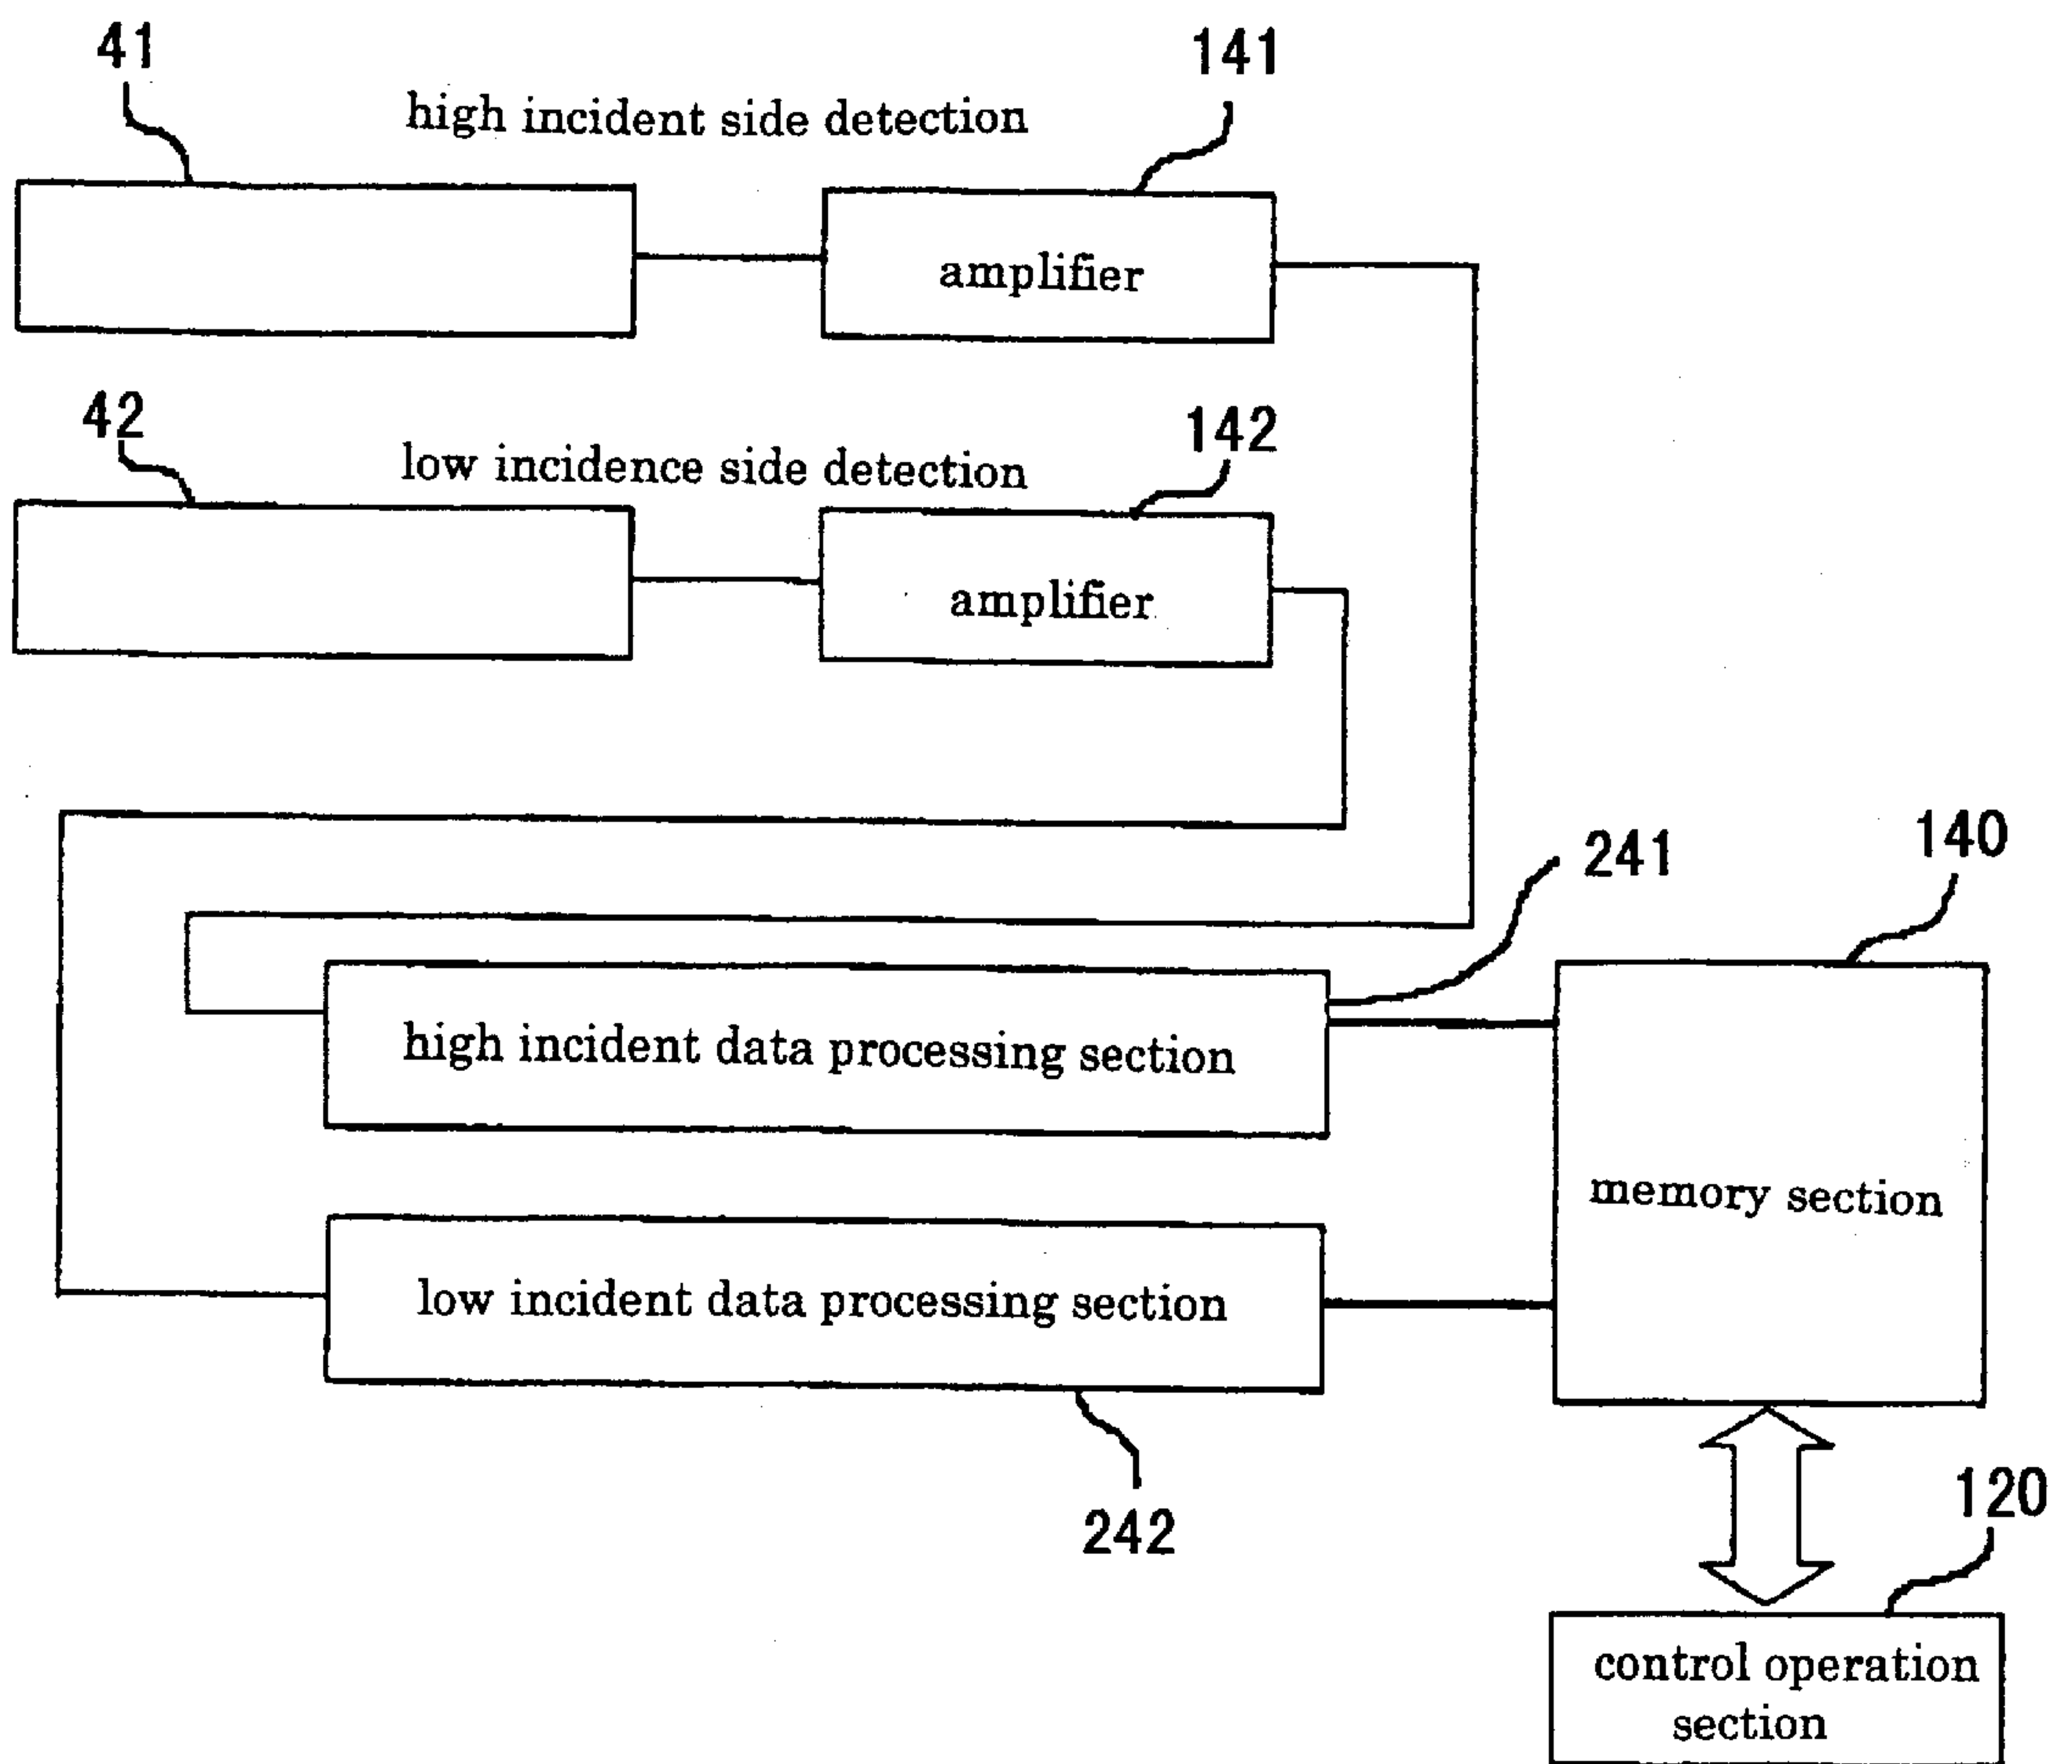 41
141
high incident side detection
amplifier
42
142
low incidence side detection
amplifier
241
140
high incident data processing section
memory section
low incident data processing section
242
120
control operation
section